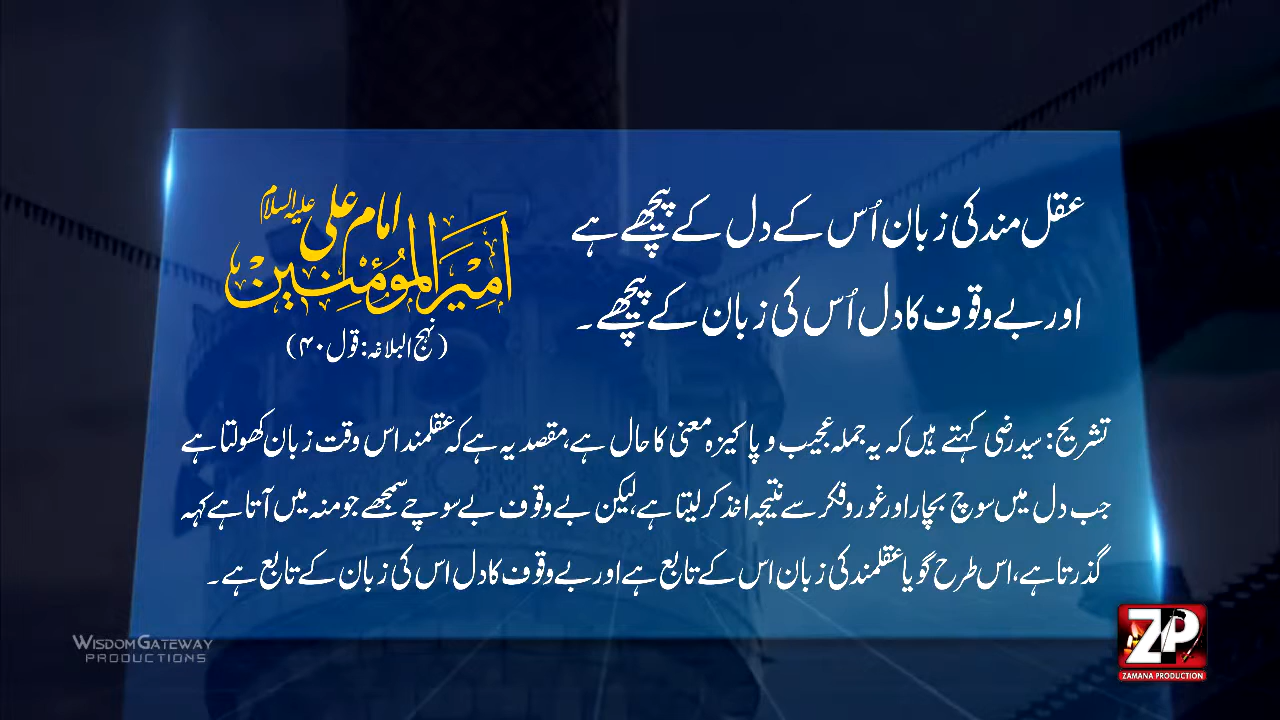 عقل مند کی زبان اُس کے دل کے پیچھے ہے
اور بے وقوف کا دل اُس کی زبان کے پیچھے۔
امیرالمؤمنین امام علی علیہ السلام
(نہج البلاغہ: قول ۴۰)
تشریح: سید رضی کہتے ہیں کہ یہ جملہ عجیب و پاکیزہ معنی کا حال ہے، مقصد یہ ہے کہ عقلمند اس وقت زبان کھولتا ہے
جب دل میں سوچ بچار اور غور و فکر سے نتیجہ اخذ کر لیتا ہے، لیکن بے وقوف بے سوچے سمجھے جو منہ میں آتا ہے کہہ
گذرتا ہے، اس طرح گویا عقلمند کی زبان اس کے تابع ہے اور بے وقوف کا دل اس کی زبان کے تابع ہے۔
WISDOMGATEWAY
PRODUCTIONS
ZP
ZAMANA PRODUCTION